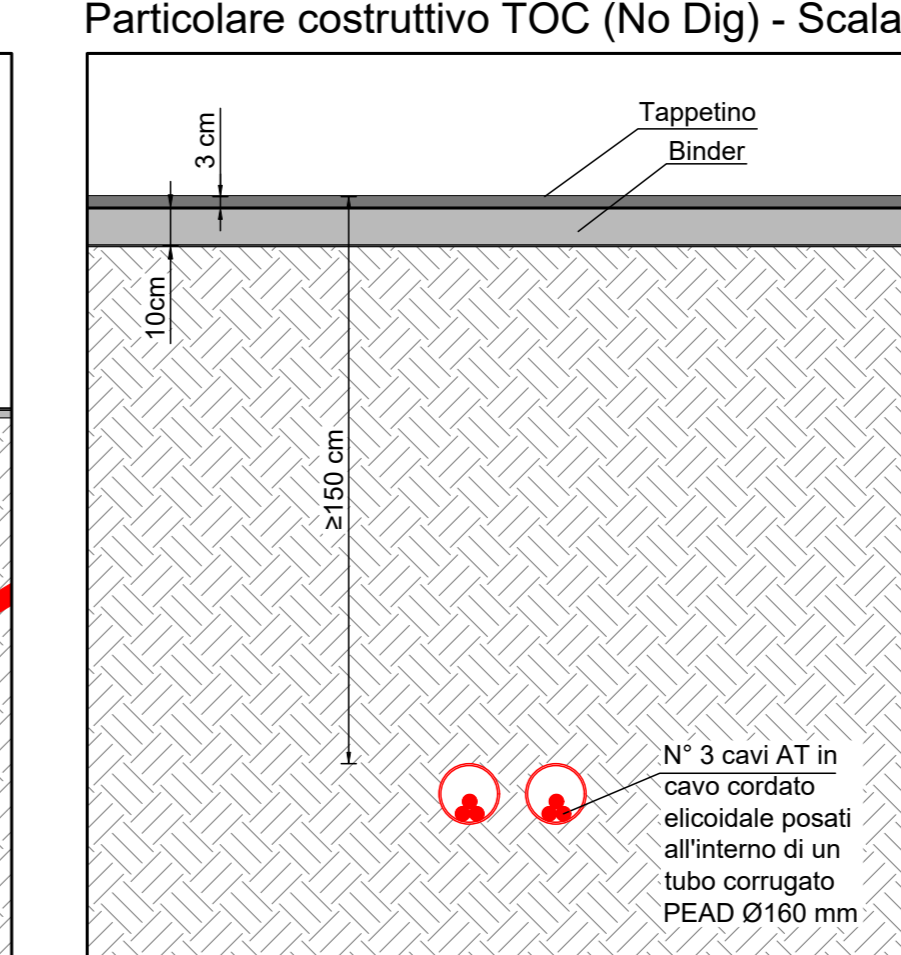 Particolare costruttivo TOC (No Dig) - Scala
Tappetino
Binder
3 cm
10cm
≥150 cm
N° 3 cavi AT in
cavo cordato
elicoidale posati
all'interno di un
tubo corrugato
PEAD Ø160 mm